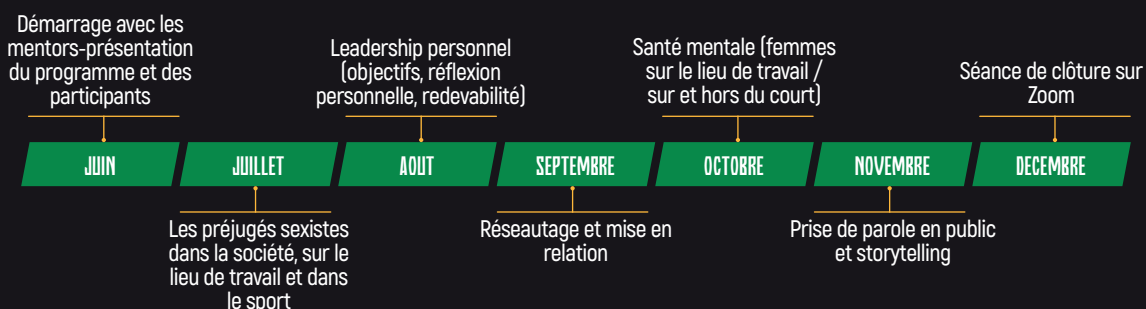 Démarrage avec les
mentors-présentation
du programme et des
participants
Leadership personnel
(objectifs, réflexion
personnelle, redevabilité)
Santé mentale (femmes
sur le lieu de travail /
sur et hors du court)
Séance de clôture sur
Zoom
JUIN
JUILLET
AOUT
SEPTEMBRE
OCTOBRE
NOVEMBRE
DECEMBRE
Les préjugés sexistes
dans la société, sur le
lieu de travail et dans
le sport
Réseautage et mise en
relation
Prise de parole en public
et storytelling